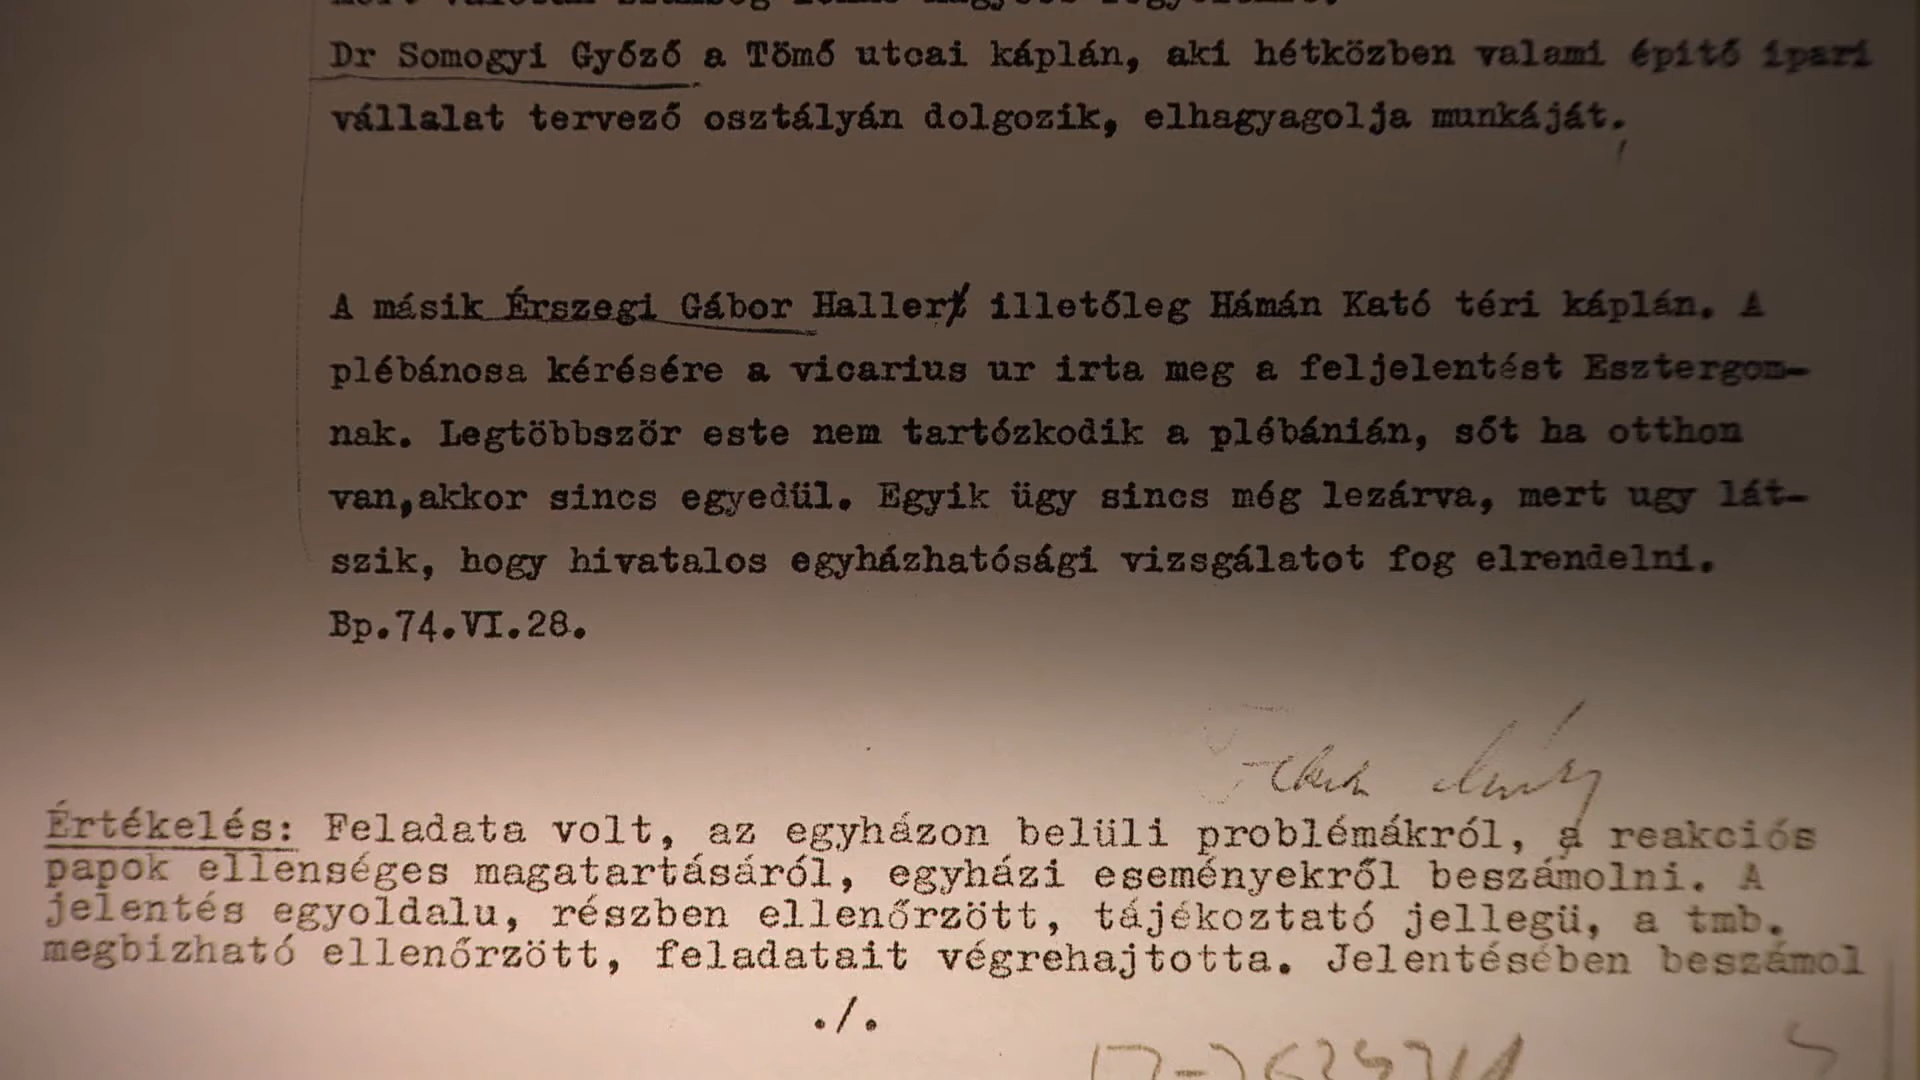 Dr Somogyi Győző a Tömő utcai káplán, aki hétközben valami építő ipari
vállalat tervező osztályán dolgozik, elhagyagolja munkáját.
A másik Érszegi Gábor Haller illetőleg Hámán Kató téri káplán. A
plébánosa kérésére a vicarius ur irta meg a feljelentést Esztergom-
nak. Legtöbbször este nem tartózkodik a plébánián, sőt ha otthon
van,akkor sincs egyedül. Egyik ügy sincs még lezárva, mert ugy lát-
szik, hogy hivatalos egyházhatósági vizsgálatot fog elrendelni.
Bp.74.VI.28.
Értékelés: Feladata volt, az egyházon belüli problémákról, a reakciós
papok ellenséges magatartásáról, egyházi eseményekről beszámolni. A
jelentés egyoldalu, részben ellenőrzött, tájékoztató jellegü, a tmb.
megbizható ellenőrzött, feladatait végrehajtotta. Jelentésében beszámol
./.